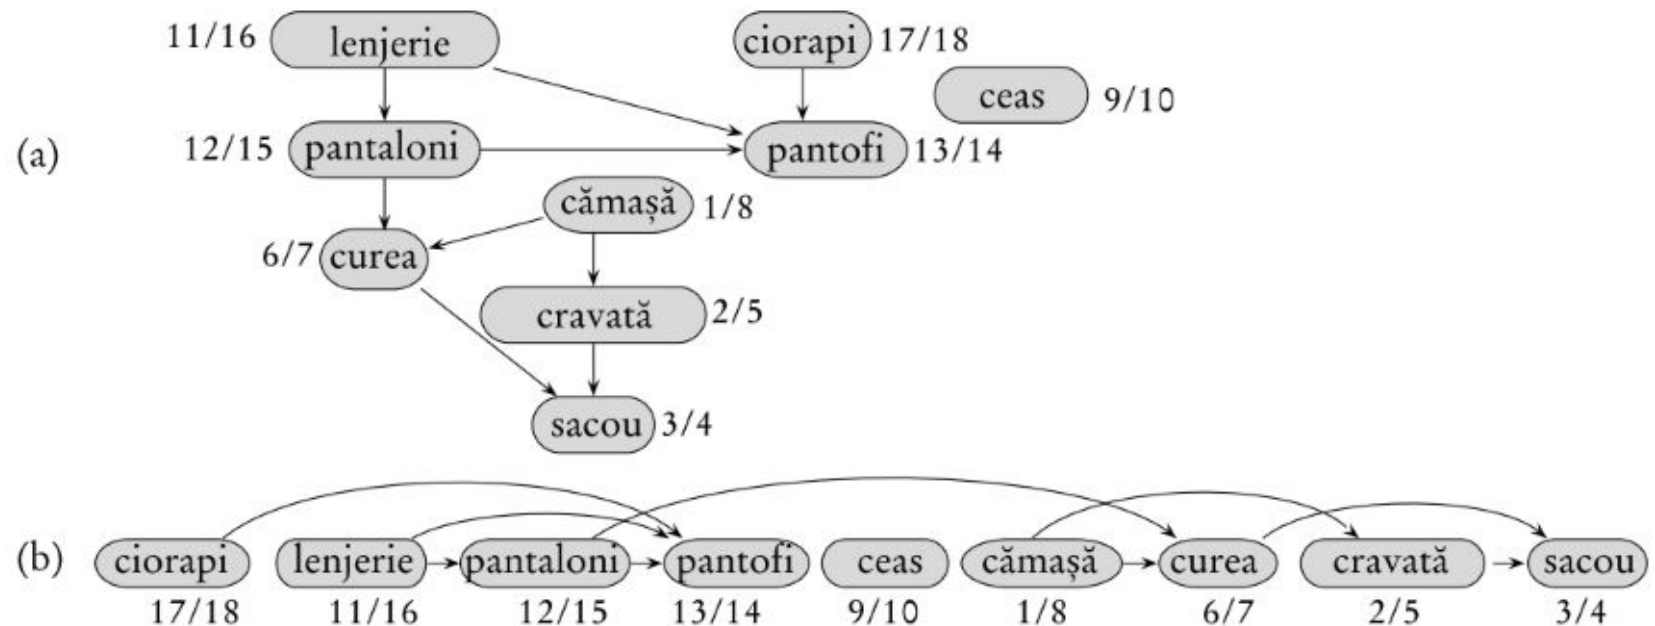 11/16 lenjerie ciorapi 17/18
ceas 9/10
(a) 12/15 pantaloni pantofi 13/14
cămașă 1/8
6/7 curea
cravată 2/5
sacou 3/4
(b) ciorapi lenjerie pantaloni pantofi ceas cămașă curea cravată sacou
17/18 11/16 12/15 13/14 9/10 1/8 6/7 2/5 3/4